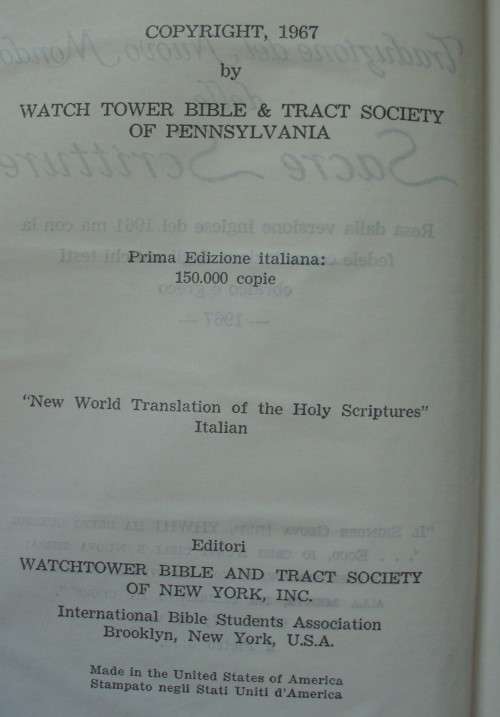 COPYRIGHT, 1967
by
WATCH TOWER BIBLE & TRACT SOCIETY
OF PENNSYLVANIA
Prima Edizione italiana:
150.000 copie
"New World Translation of the Holy Scriptures"
Italian
Editori
WATCHTOWER BIBLE AND TRACT SOCIETY
OF NEW YORK, INC.
International Bible Students Association
Brooklyn, New York, U.S.A.
Made in the United States of America
Stampato negli Stati Uniti d'America